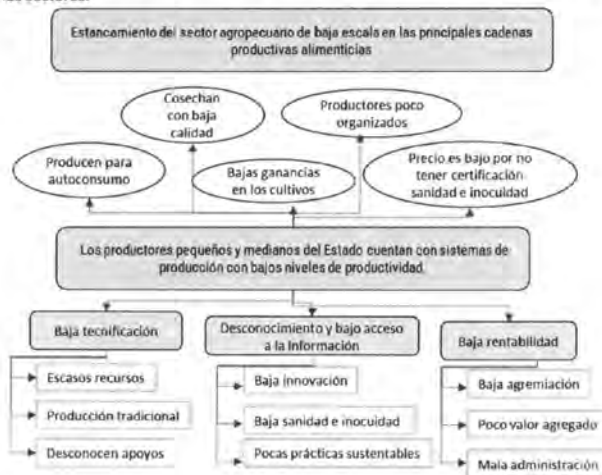 Estancamiento del sector agropecuario de baja escala en las principales cadenas
productivas alimenticias
Cosechan
con baja
calidad
Productores poco
organizados
Producen para
autoconsumo
Bajas ganancias
en los cultivos
Precio es bajo por no
tener certificación
sanidad e inocuidad
Los productores pequeños y medianos del Estado cuentan con sistemas de
producción con bajos niveles de productividad.
Baja tecnificación
Desconocimiento y bajo acceso
a la Información
Baja rentabilidad
Escasos recursos
Baja innovación
Baja agremiación
Producción tradicional
Baja sanidad e inocuidad
Poco valor agregado
Desconocen apoyos
Pocas prácticas sustentables
Mala administración